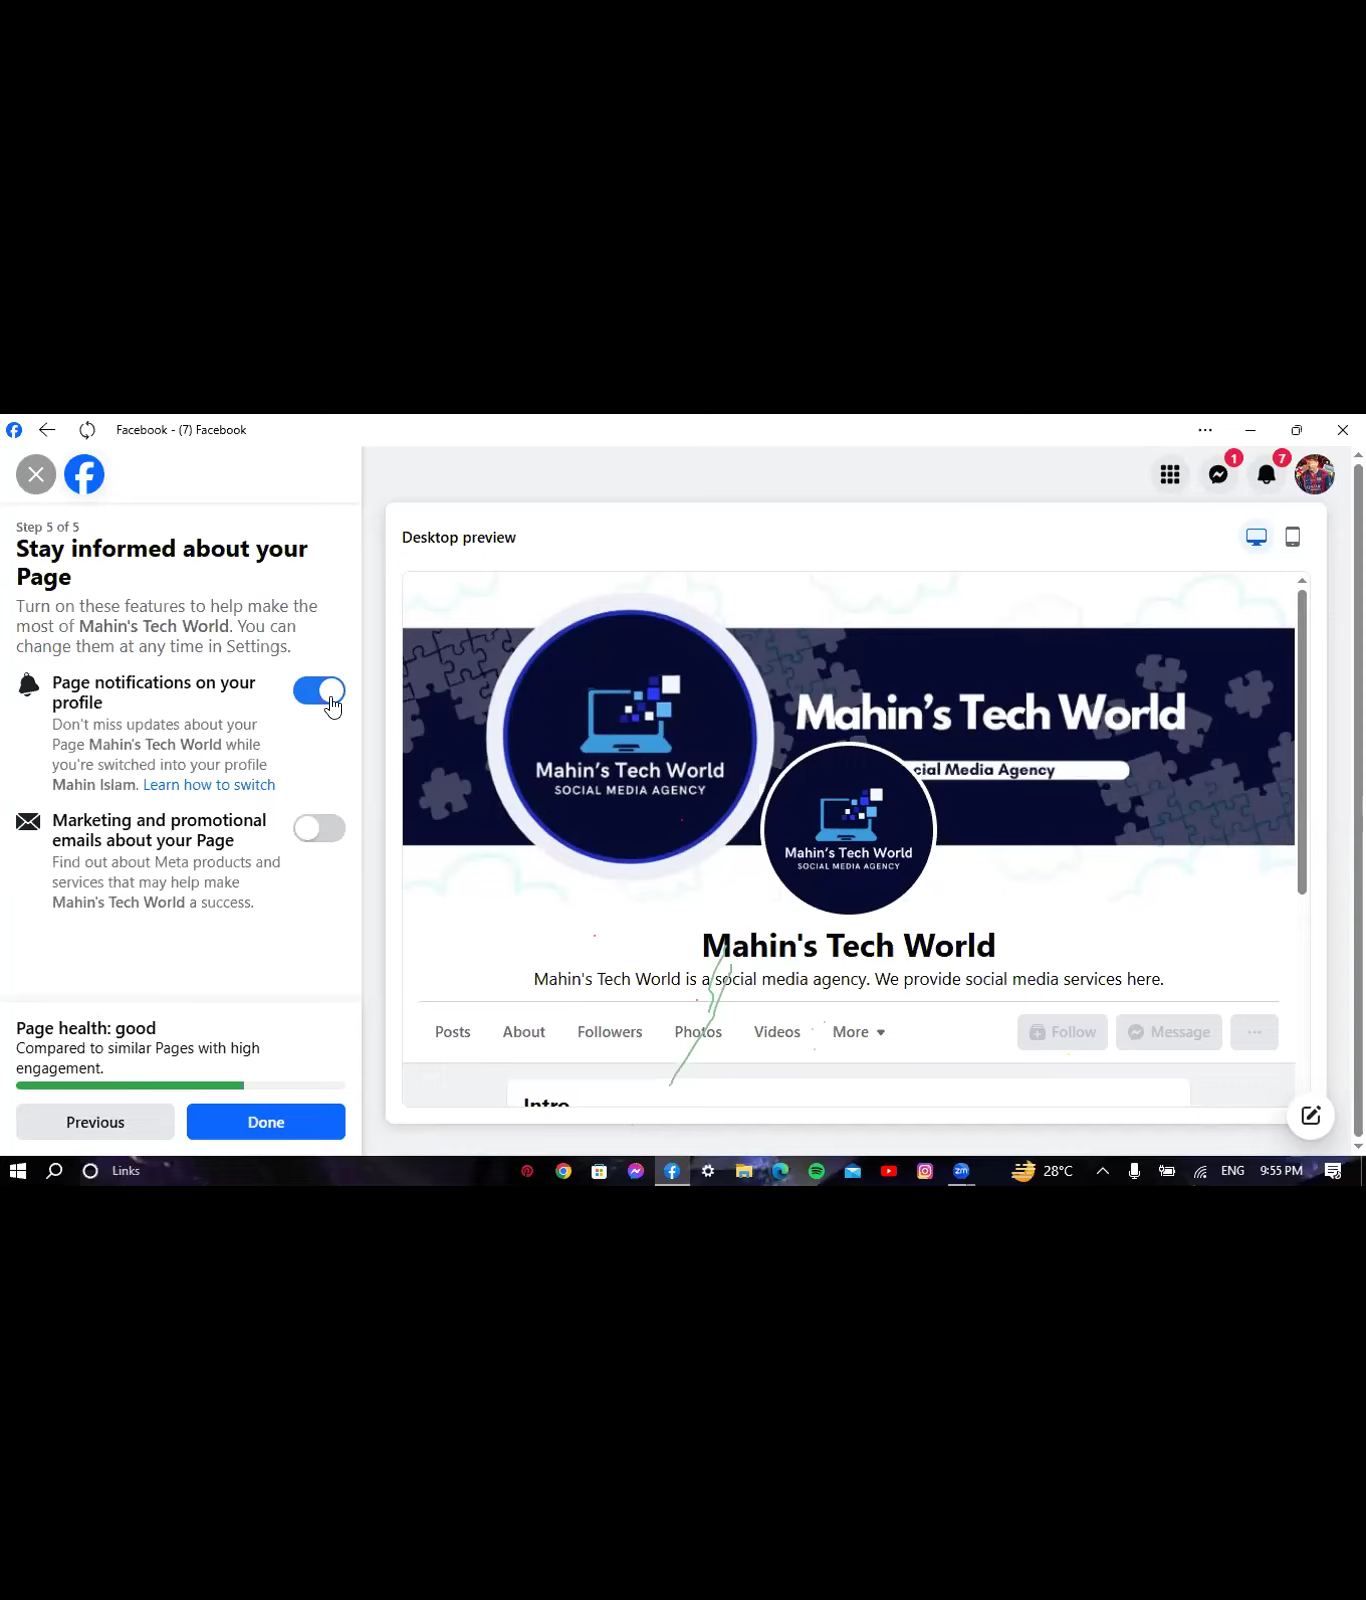 Facebook - (7) Facebook
1
7
Step 5 of 5
Stay informed about your
Page
Turn on these features to help make the
most of Mahin's Tech World. You can
change them at any time in Settings.
Page notifications on your
profile
Don't miss updates about your
Page Mahin's Tech World while
you're switched into your profile
Mahin Islam. Learn how to switch
Marketing and promotional
emails about your Page
Find out about Meta products and
services that may help make
Mahin's Tech World a success.
Page health: good
Compared to similar Pages with high
engagement.
Previous
Done
Desktop preview
Mahin's Tech World
SOCIAL MEDIA AGENCY
Mahin's Tech World
cial Media Agency
Mahin's Tech World
SOCIAL MEDIA AGENCY
Mahin's Tech World
Mahin's Tech World is a social media agency. We provide social media services here.
Posts About Followers Photos Videos More
Follow
Message
Intro
Links
zm
28°C
ENG
9:55 PM